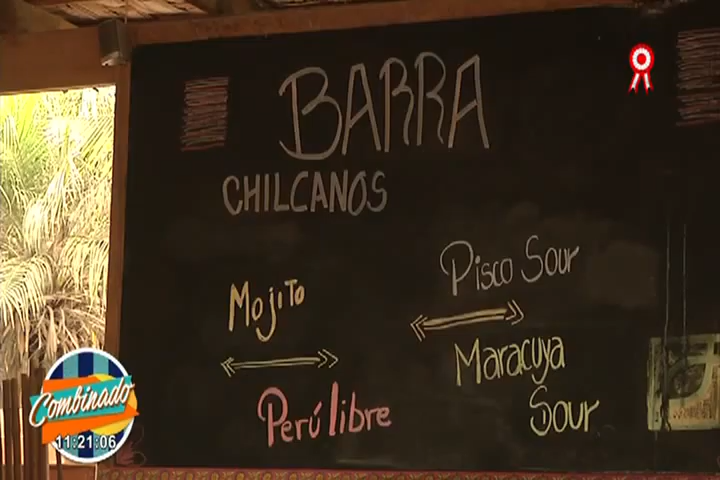 BARRA
CHILCANOS
Pisco Sour
Mojito
Maracuya
Sour
Perú libre
Combinado
11:21:06